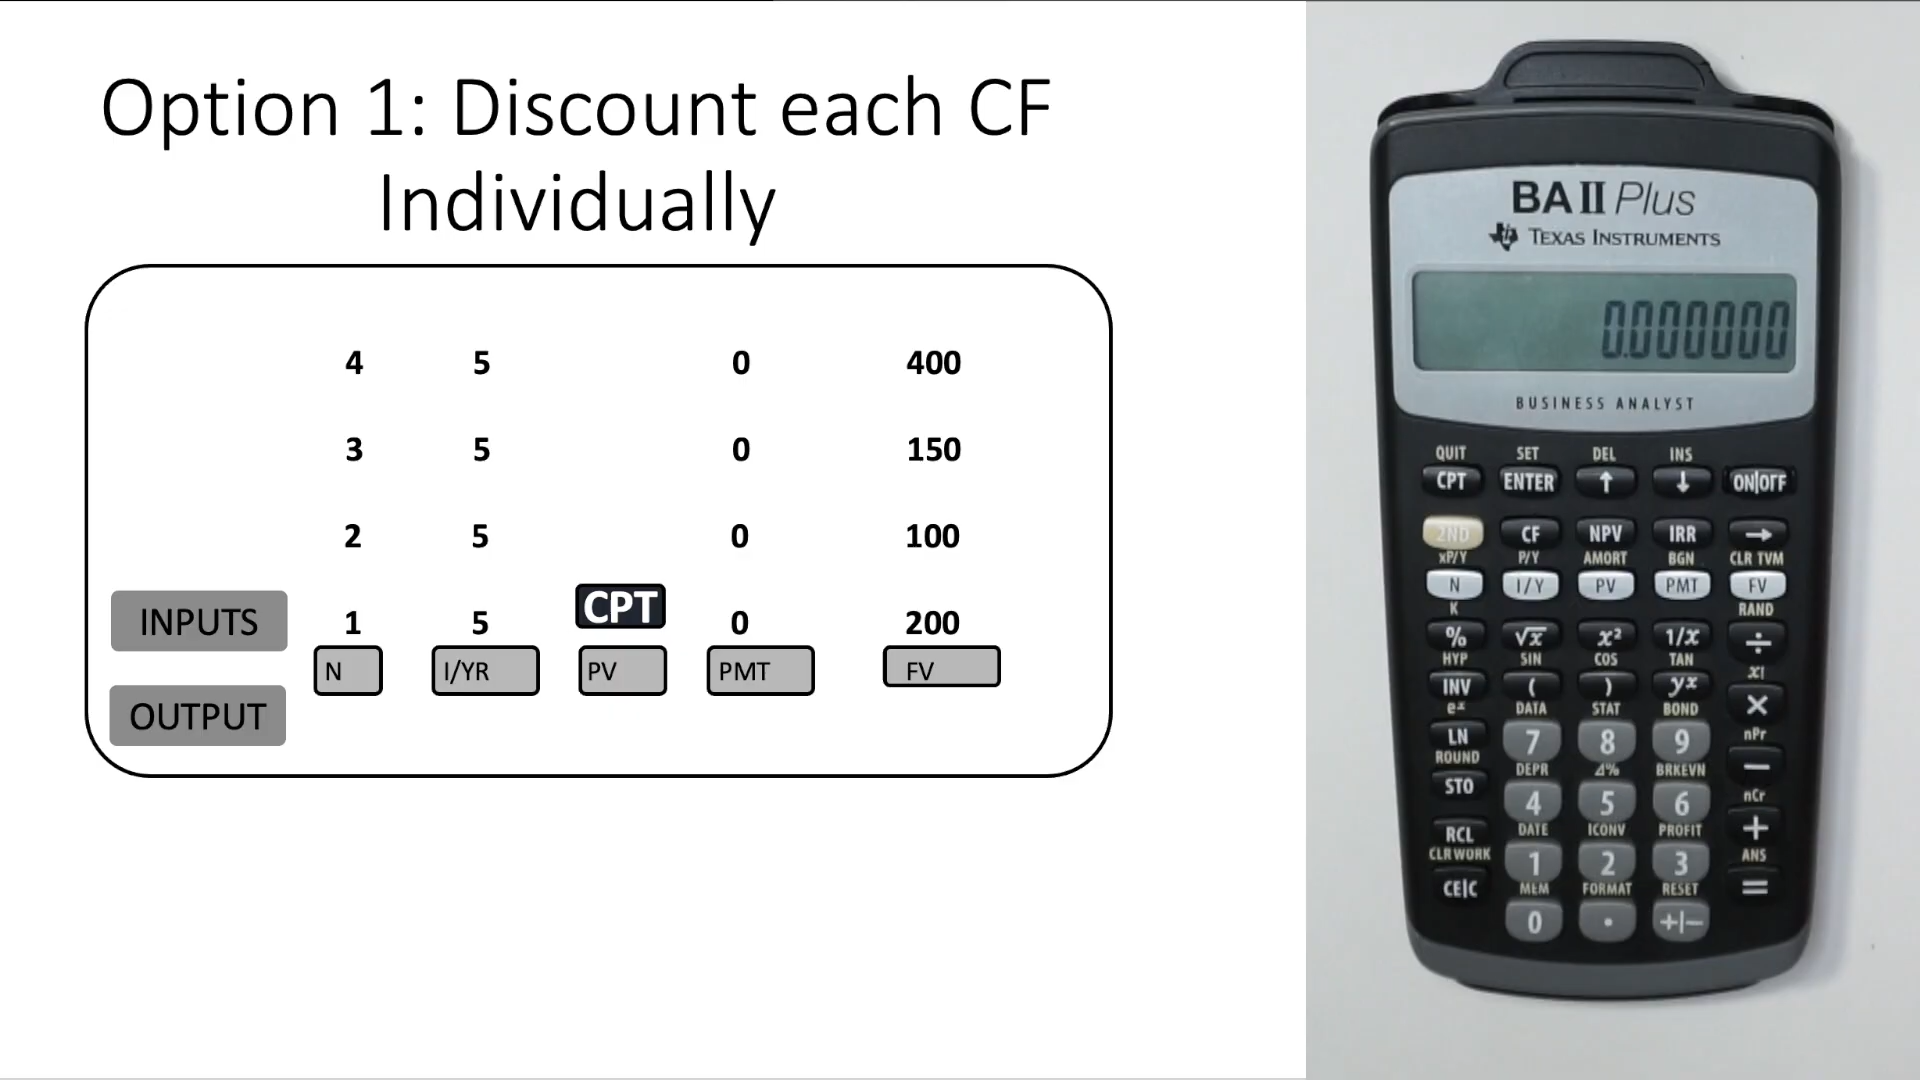 Option 1: Discount each CF
Individually
4 5 0 400
3 5 0 150
2 5 0 100
INPUTS 1 5 CPT 0 200
N I/YR PV PMT FV
OUTPUT
BA II Plus
TEXAS INSTRUMENTS
0.000000
BUSINESS ANALYST
QUIT SET DEL INS
CPT ENTER ↑ ↓ ON|OFF
2ND CF NPV IRR →
xP/Y P/Y AMORT BGN CLR TVM
N I/Y PV PMT FV
K RAND
% √x x² 1/x ÷
HYP SIN COS TAN x!
INV ( ) yˣ ×
eˣ DATA STAT BOND nPr
LN 7 8 9 −
ROUND DEPR Δ% BRKEVN nCr
STO 4 5 6 +
DATE ICONV PROFIT ANS
RCL 1 2 3 =
CLR WORK MEM FORMAT RESET
CE|C 0 . +|−